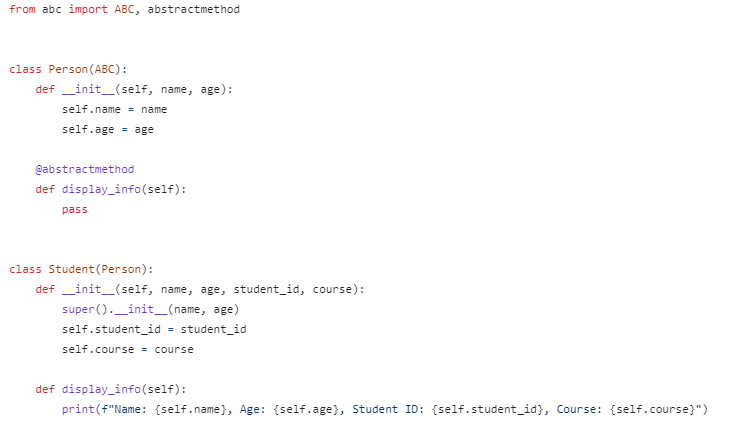 from abc import ABC, abstractmethod
class Person(ABC):
    def __init__(self, name, age):
        self.name = name
        self.age = age
    @abstractmethod
    def display_info(self):
        pass
class Student(Person):
    def __init__(self, name, age, student_id, course):
        super().__init__(name, age)
        self.student_id = student_id
        self.course = course
    def display_info(self):
        print(f"Name: {self.name}, Age: {self.age}, Student ID: {self.student_id}, Course: {self.course}")